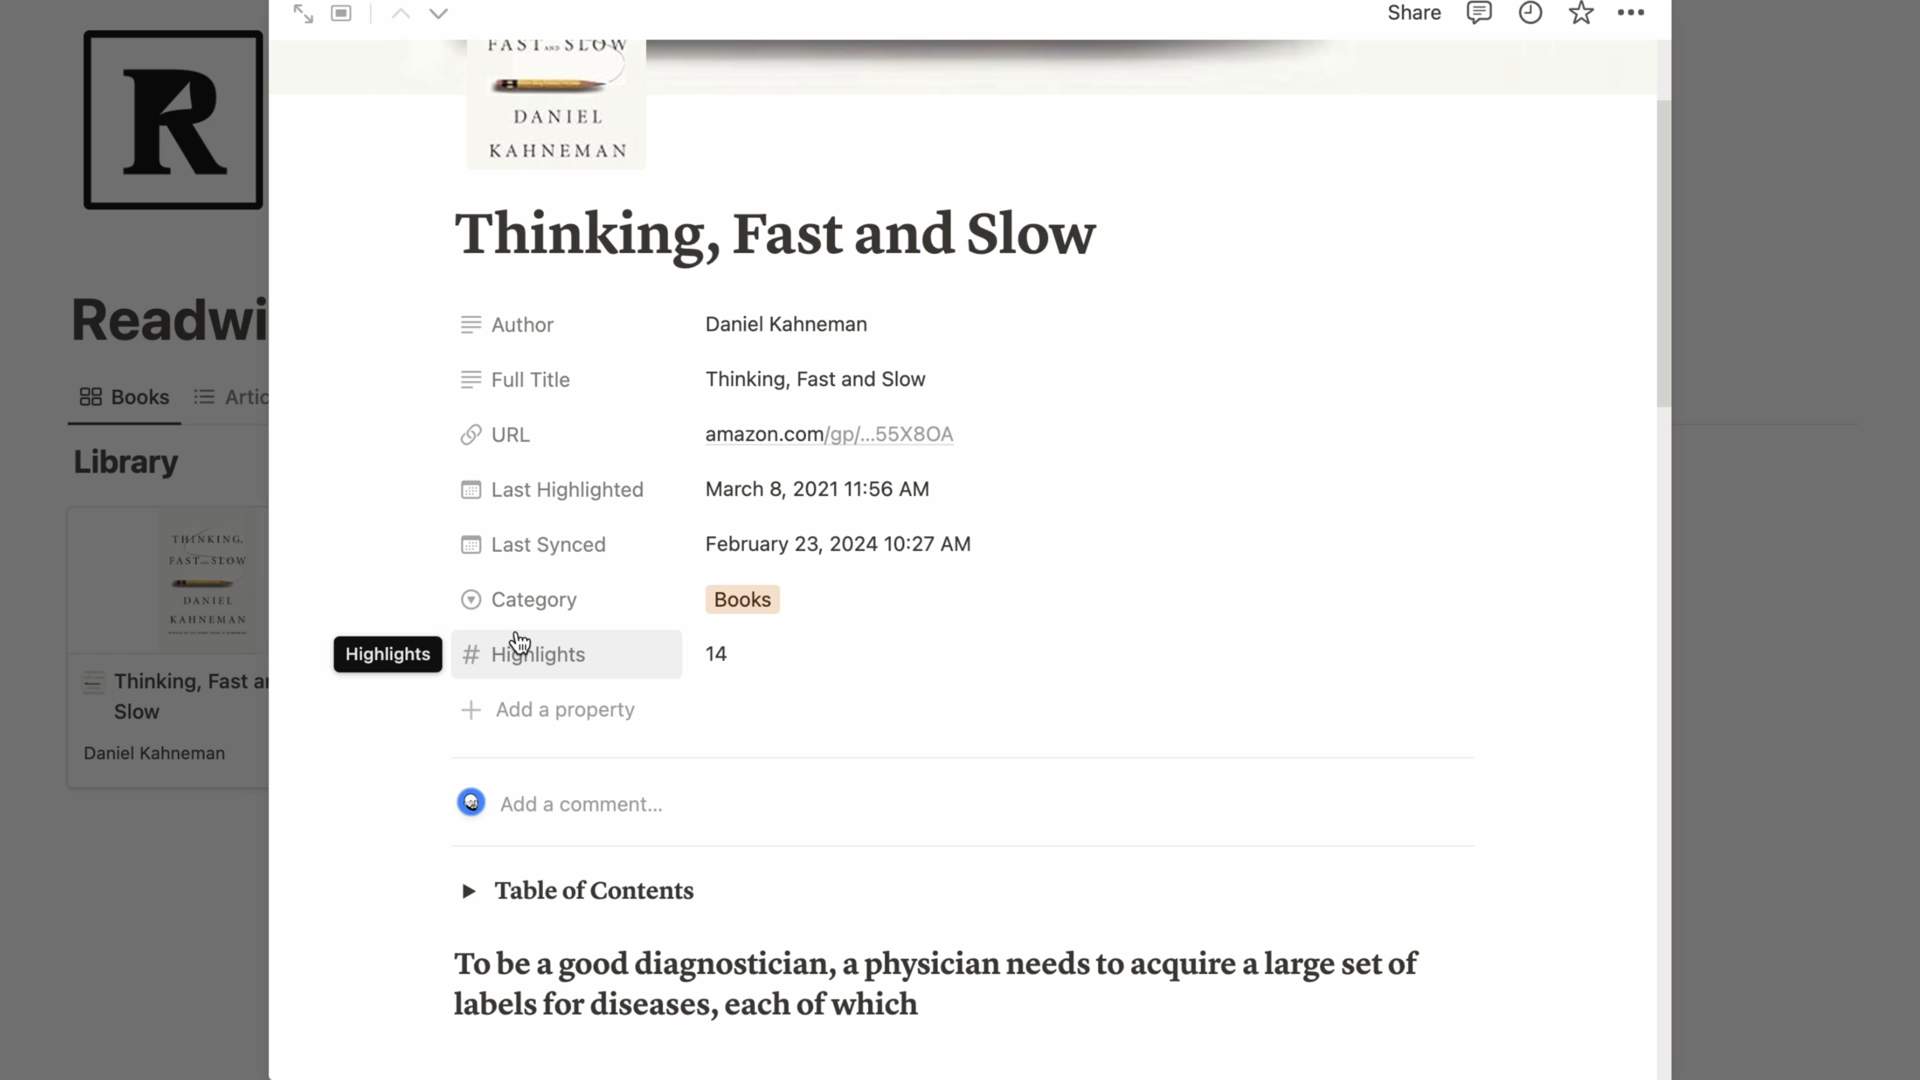 Share
FAST AND SLOW
DANIEL
KAHNEMAN
R
Thinking, Fast and Slow
Readwi
Author
Daniel Kahneman
Full Title
Thinking, Fast and Slow
Books
Artic
URL
amazon.com/gp/...55X8OA
Library
Last Highlighted
March 8, 2021 11:56 AM
Last Synced
February 23, 2024 10:27 AM
THINKING,
FAST AND SLOW
DANIEL
KAHNEMAN
Category
Books
Highlights
# Highlights
14
Thinking, Fast an
Slow
Daniel Kahneman
Add a property
Add a comment...
Table of Contents
To be a good diagnostician, a physician needs to acquire a large set of
labels for diseases, each of which